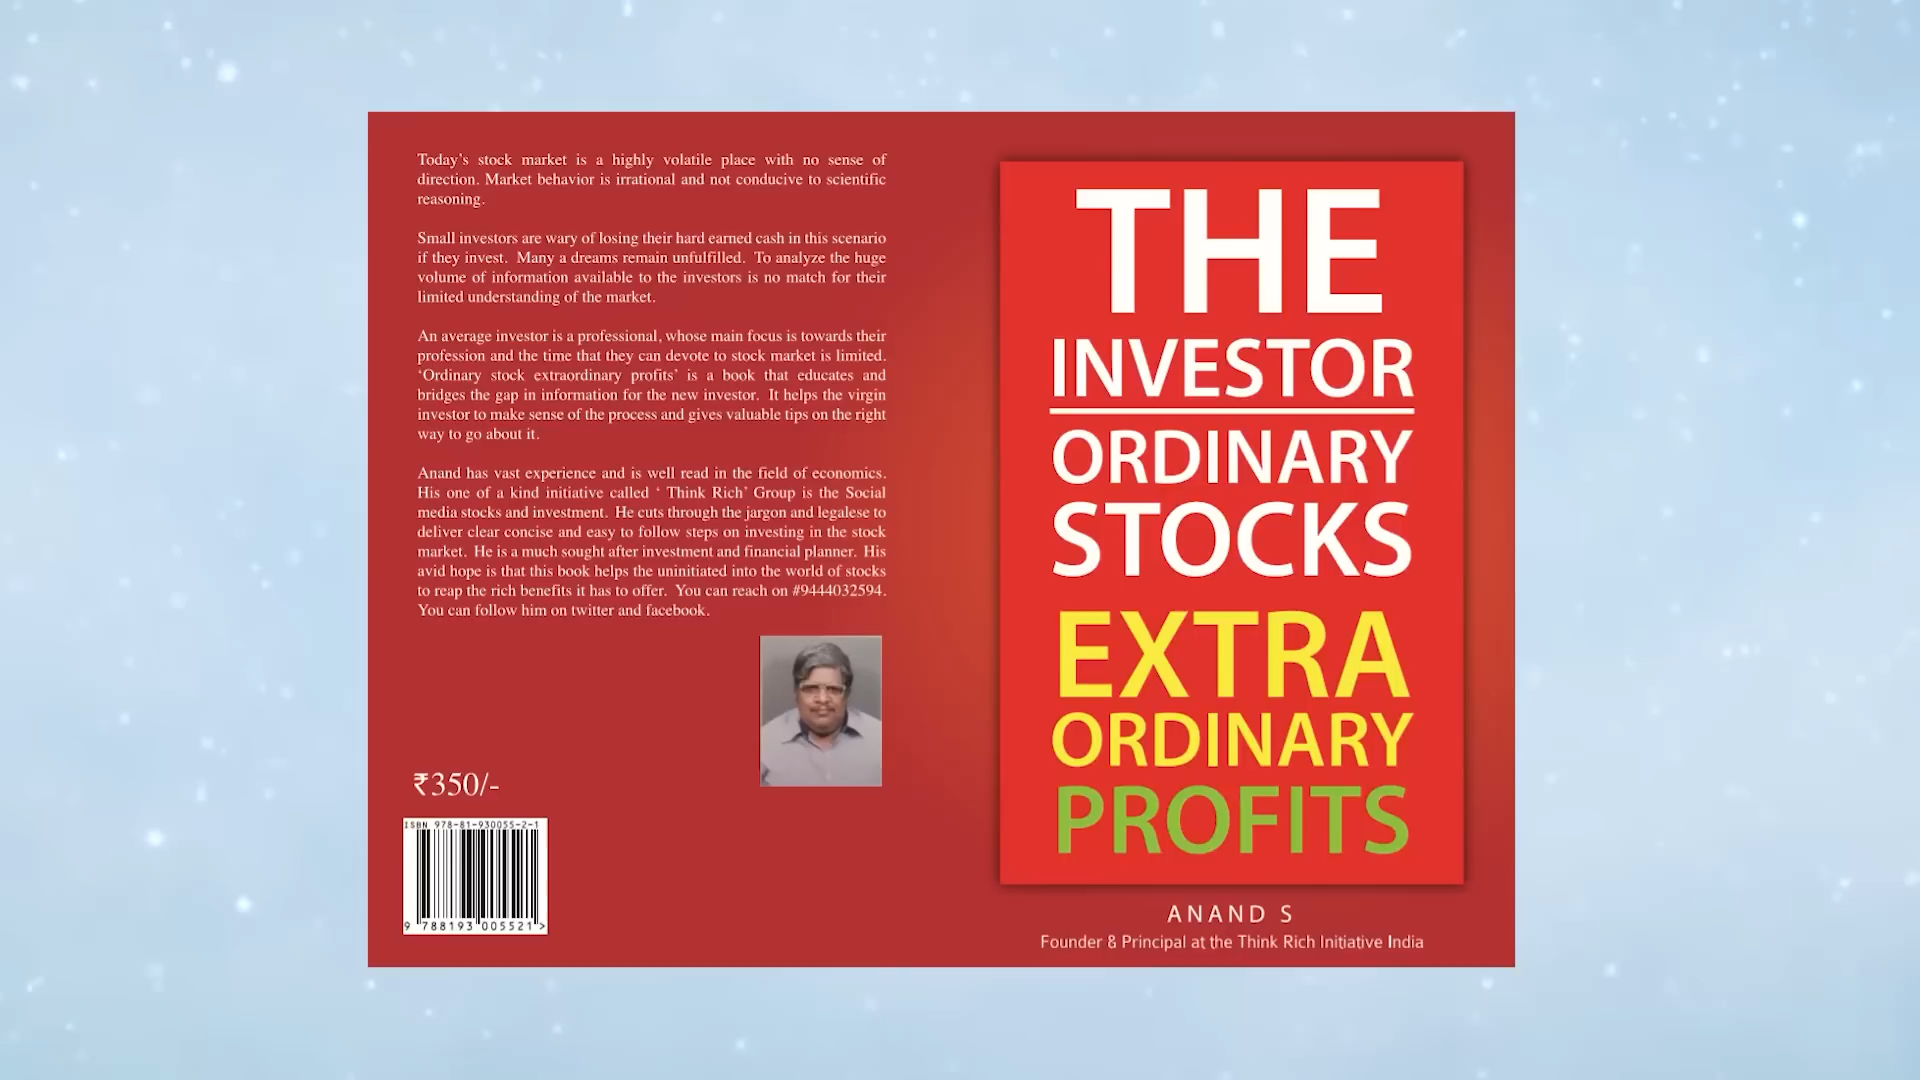 Today's stock market is a highly volatile place with no sense of
direction. Market behavior is irrational and not conducive to scientific
reasoning.
Small investors are wary of losing their hard earned cash in this scenario
if they invest. Many a dreams remain unfulfilled. To analyze the huge
volume of information available to the investors is no match for their
limited understanding of the market.
An average investor is a professional, whose main focus is towards their
profession and the time that they can devote to stock market is limited.
‘Ordinary stock extraordinary profits’ is a book that educates and
bridges the gap in information for the new investor. It helps the virgin
investor to make sense of the process and gives valuable tips on the right
way to go about it.
Anand has vast experience and is well read in the field of economics.
His one of a kind initiative called ‘ Think Rich’ Group is the Social
media stocks and investment. He cuts through the jargon and legalese to
deliver clear concise and easy to follow steps on investing in the stock
market. He is a much sought after investment and financial planner. His
avid hope is that this book helps the uninitiated into the world of stocks
to reap the rich benefits it has to offer. You can reach on #9444032594.
You can follow him on twitter and facebook.
₹350/-
ISBN 978-81-930055-2-1
9 788193 005521 >
THE
INVESTOR
ORDINARY
STOCKS
EXTRA
ORDINARY
PROFITS
ANAND S
Founder & Principal at the Think Rich Initiative India